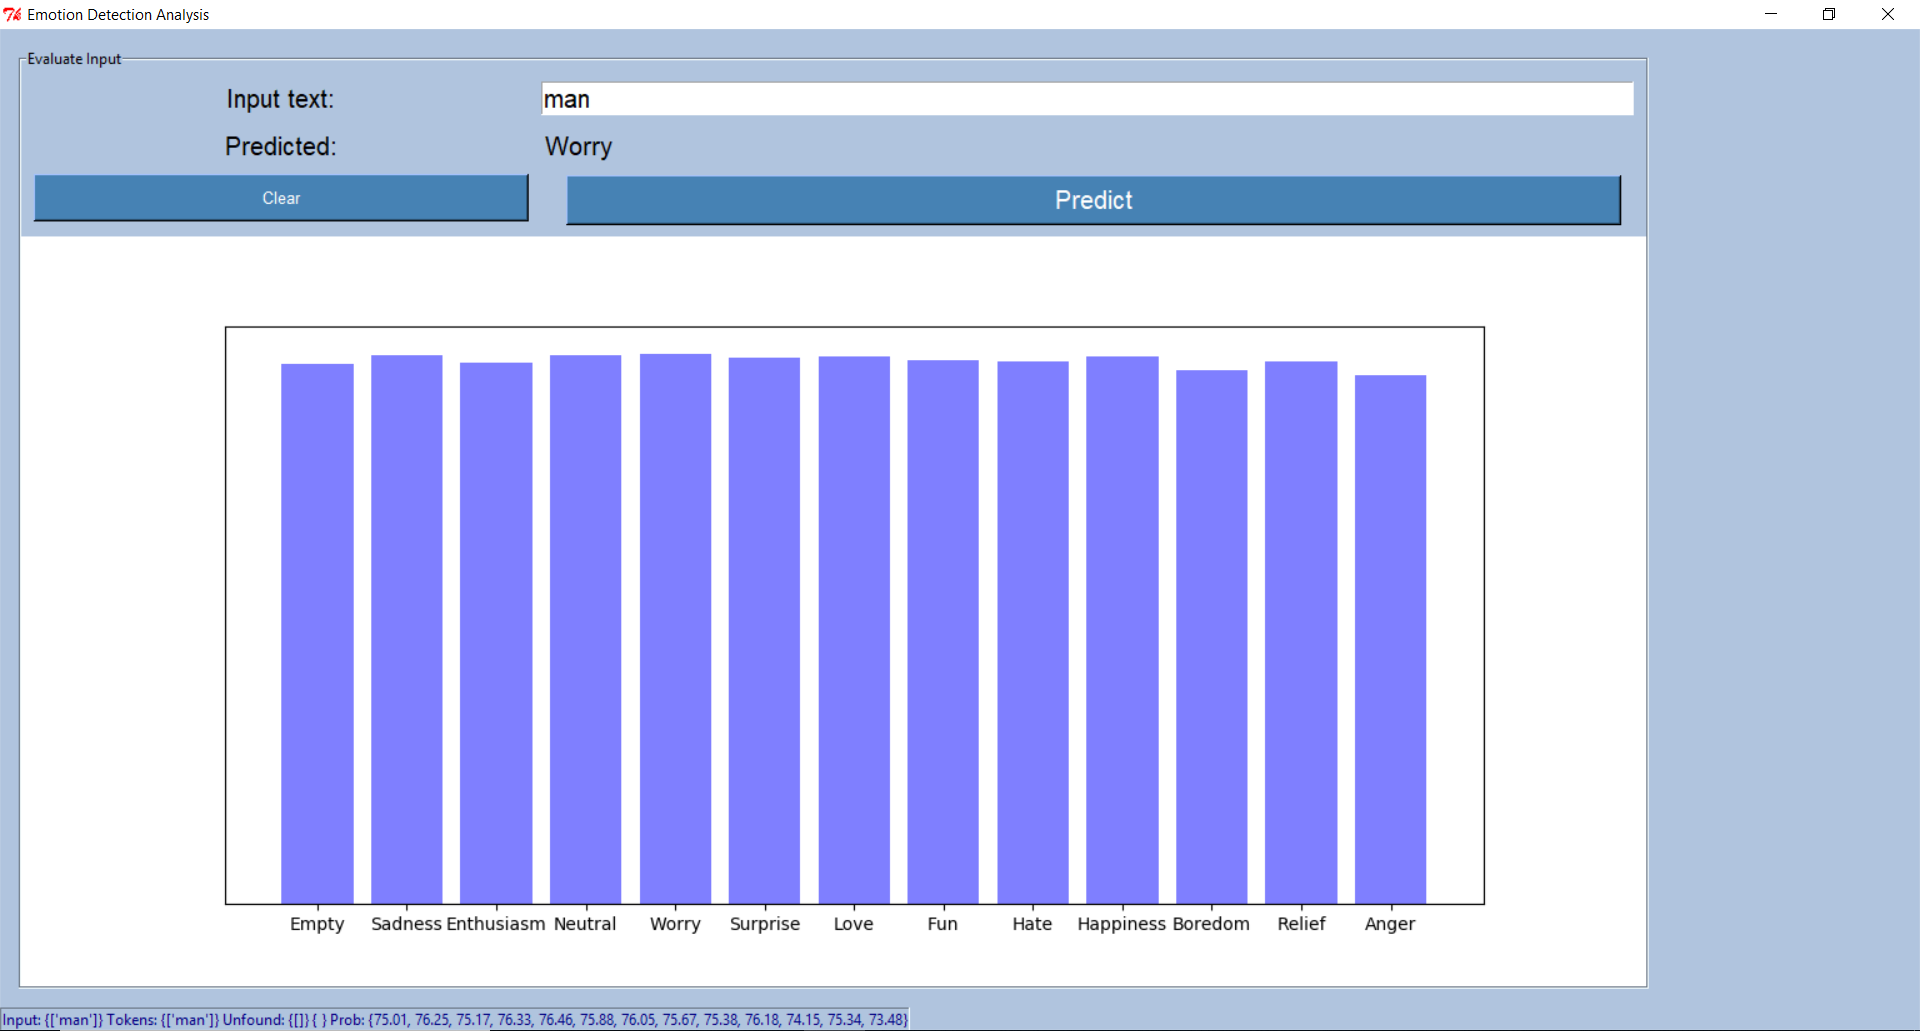 Emotion Detection Analysis
Evaluate Input
Input text: man
Predicted: Worry
Clear Predict
Empty Sadness Enthusiasm Neutral Worry Surprise Love Fun Hate Happiness Boredom Relief Anger
Input: {['man']} Tokens: {['man']} Unfound: {[]} { } Prob: {75.01, 76.25, 75.17, 76.33, 76.46, 75.88, 76.05, 75.67, 75.38, 76.18, 74.15, 75.34, 73.48}